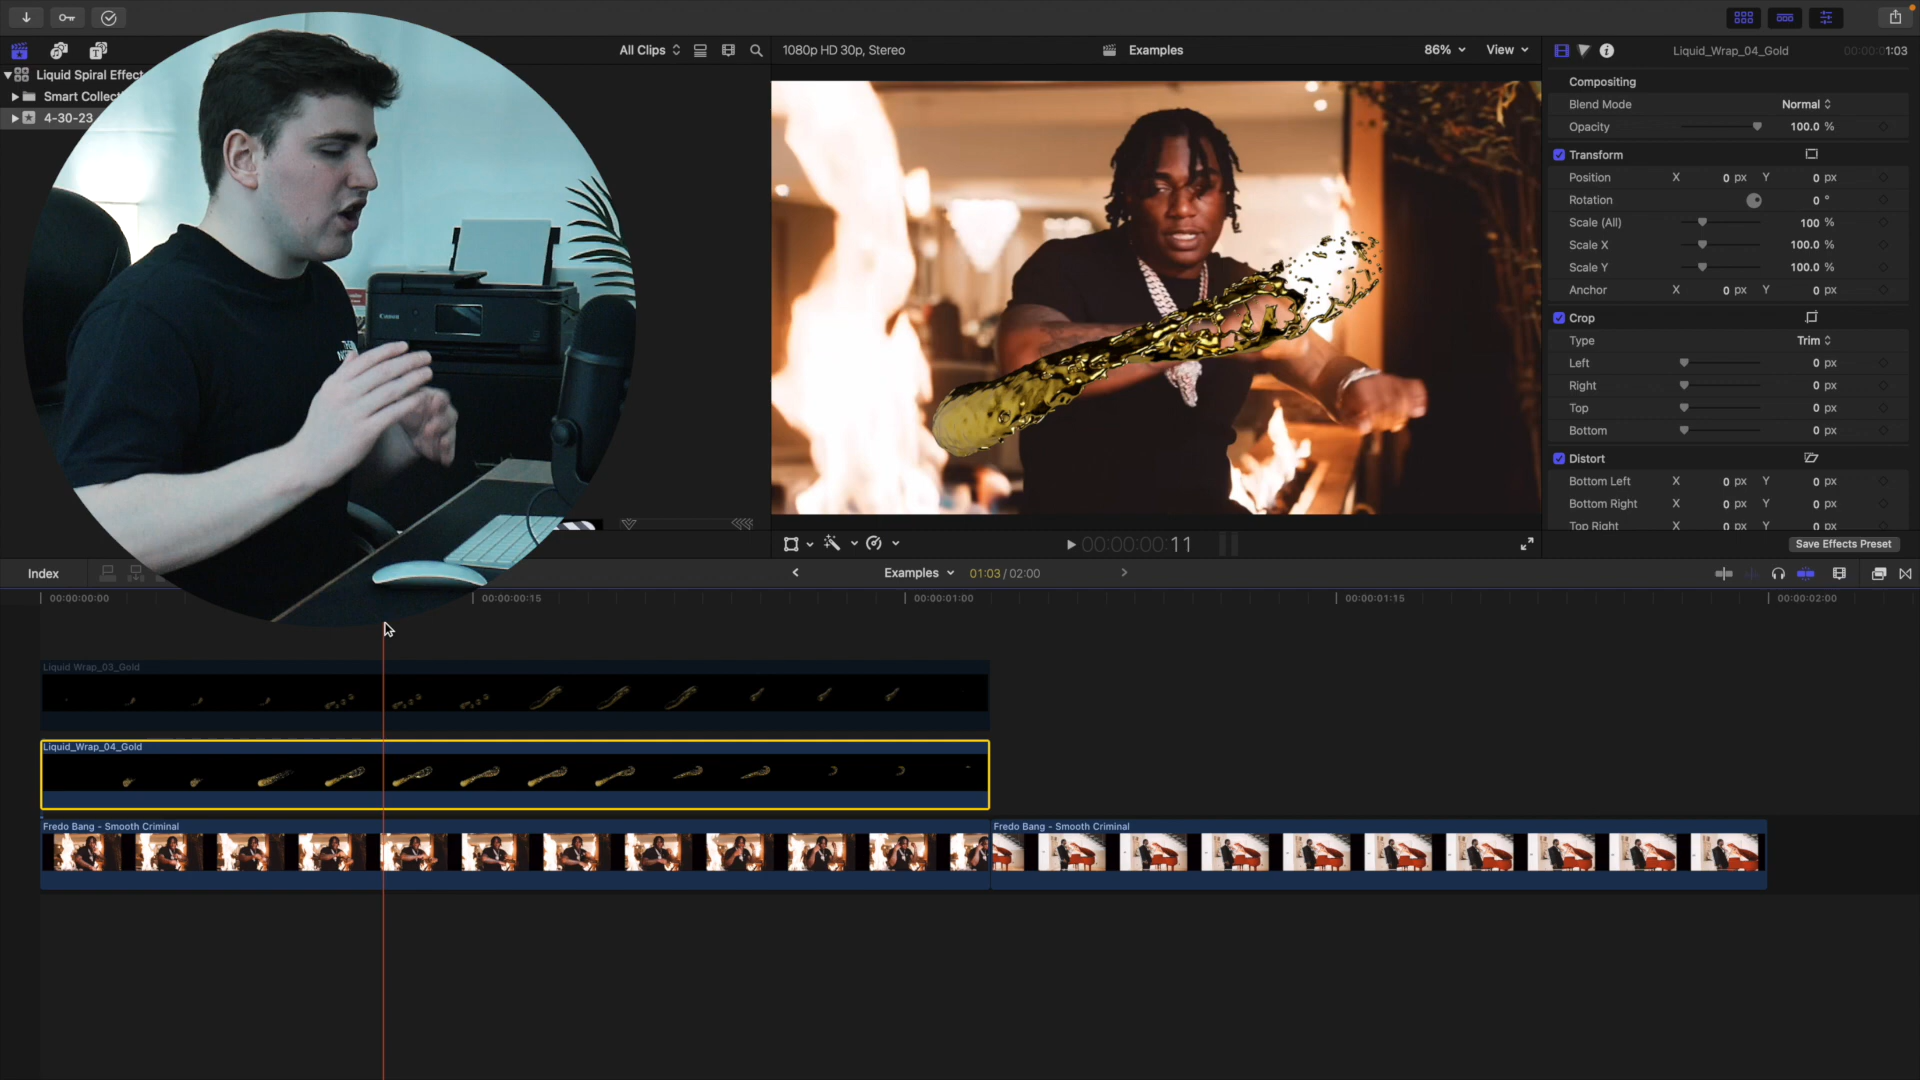 All Clips
1080p HD 30p, Stereo
Examples
86%
View
Liquid_Wrap_04_Gold
00:00:01:03
Liquid Spiral Effect
Smart Collect
4-30-23
Canon
THE
Compositing
Blend Mode
Normal
Opacity
100.0 %
Transform
Position X 0 px Y 0 px
Rotation 0 °
Scale (All) 100 %
Scale X 100.0 %
Scale Y 100.0 %
Anchor X 0 px Y 0 px
Crop
Type Trim
Left 0 px
Right 0 px
Top 0 px
Bottom 0 px
Distort
Bottom Left X 0 px Y 0 px
Bottom Right X 0 px Y 0 px
Top Right X 0 px Y 0 px
Save Effects Preset
00:00:00:11
Index
Examples
01:03 / 02:00
00:00:00:00
00:00:00:15
00:00:01:00
00:00:01:15
00:00:02:00
Liquid Wrap_03_Gold
Liquid_Wrap_04_Gold
Fredo Bang - Smooth Criminal
Fredo Bang - Smooth Criminal